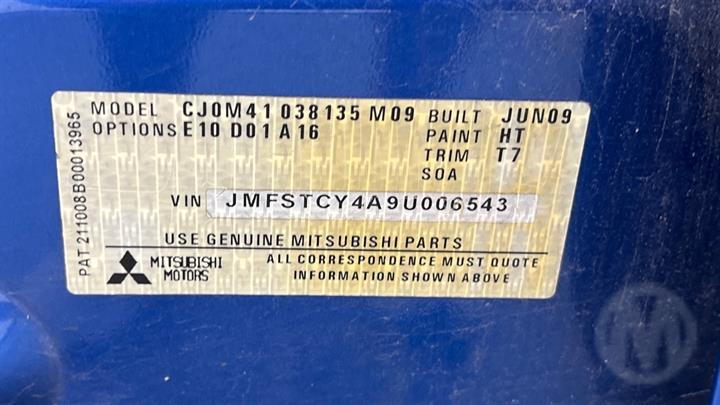 MODEL CJ0M41 038135 M09 BUILT JUN09
OPTIONS E10 D01 A16 PAINT HT
TRIM T7
SOA
VIN JMFSTCY4A9U006543
USE GENUINE MITSUBISHI PARTS
MITSUBISHI MOTORS
ALL CORRESPONDENCE MUST QUOTE
INFORMATION SHOWN ABOVE
PAT 211008B00013965
M